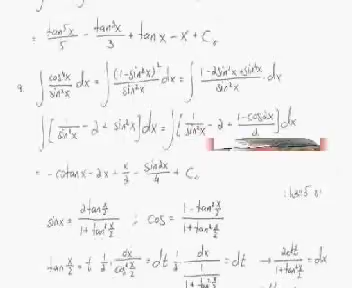 = tan⁵x/5 - tan³x/3 + tan x - x + C.
∫ cos⁴x/sin²x dx = ∫ (1-sin²x)²/sin²x dx = ∫ (1-2sin²x+sin⁴x)/sin²x dx
∫ [1/sin²x - 2 + sin²x] dx = ∫ [1/sin²x - 2 + (1-cos2x)/2] dx
= -cotanx - 2x + x/2 - sin2x/4 + C.
sinx = 2tan x/2 / (1+tan² x/2) ; cos = (1-tan² x/2)/(1+tan² x/2)
tan x/2 = t 1/2 dx/cos² x/2 = dt 1/2 dx/(1/(1+tan² x/2)) = dt → 2dt/(1+tan² x/2) = dx